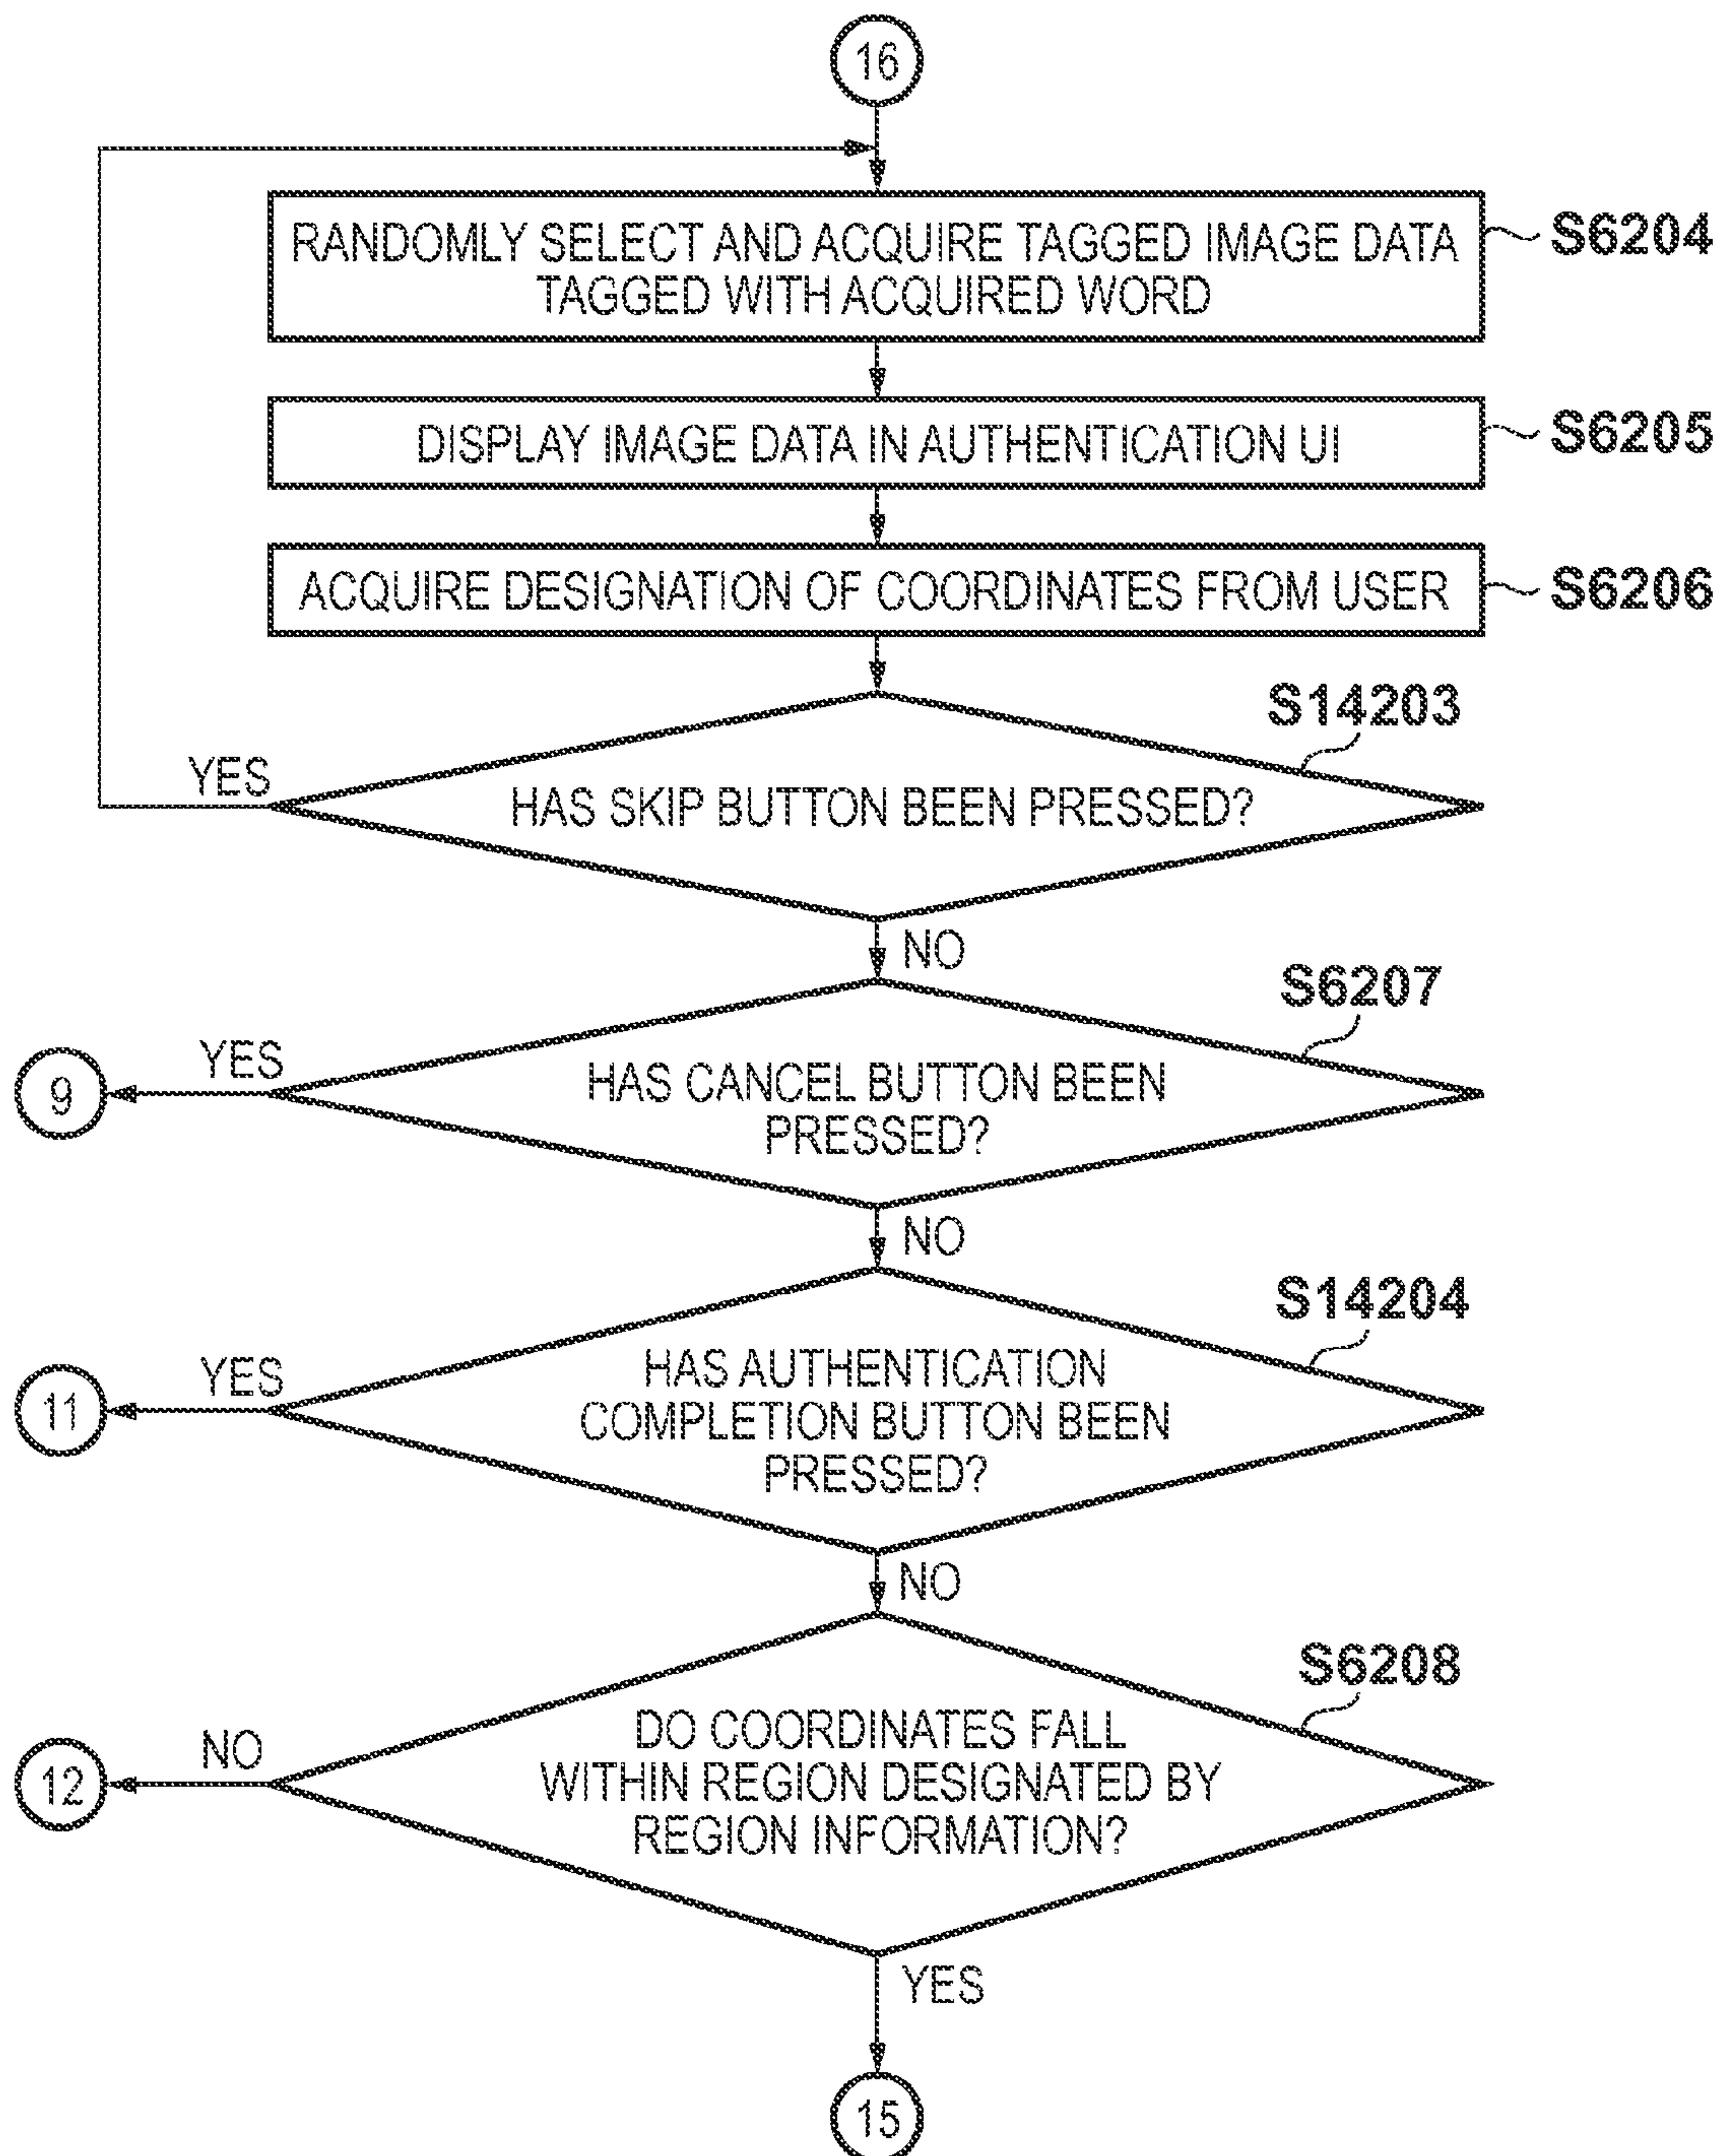 16
RANDOMLY SELECT AND ACQUIRE TAGGED IMAGE DATA
TAGGED WITH ACQUIRED WORD
S6204
DISPLAY IMAGE DATA IN AUTHENTICATION UI
S6205
ACQUIRE DESIGNATION OF COORDINATES FROM USER
S6206
S14203
YES
HAS SKIP BUTTON BEEN PRESSED?
NO
S6207
YES
9
HAS CANCEL BUTTON BEEN
PRESSED?
NO
S14204
YES
11
HAS AUTHENTICATION
COMPLETION BUTTON BEEN
PRESSED?
NO
S6208
NO
12
DO COORDINATES FALL
WITHIN REGION DESIGNATED BY
REGION INFORMATION?
YES
15